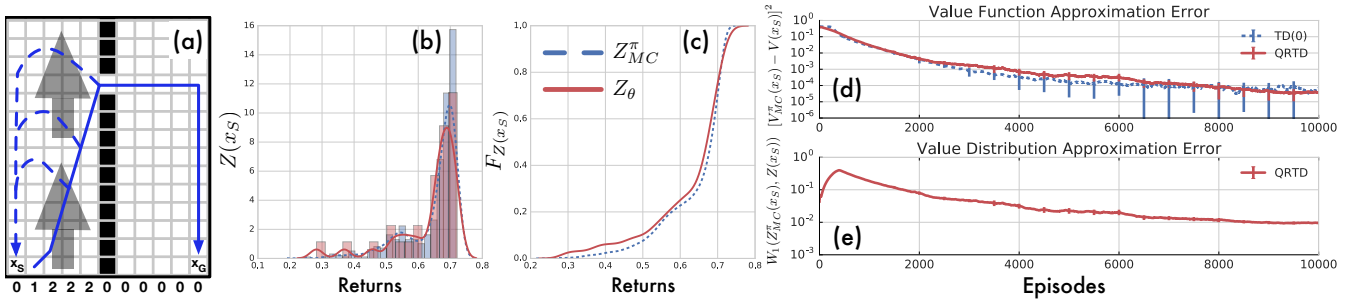 (a)
x_S
x_G
0 1 2 2 2 0 0 0 0 0 0
(b)
Z(x_S)
16
14
12
10
8
6
4
2
0
0.1 0.2 0.3 0.4 0.5 0.6 0.7 0.8
Returns
(c)
Z^π_MC
Z_θ
F_Z(x_S)
1.0
0.8
0.6
0.4
0.2
0.0
0.2 0.3 0.4 0.5 0.6 0.7 0.8
Returns
Value Function Approximation Error
(d)
TD(0)
QRTD
[V^π_MC(x_S) − V(x_S)]^2
10^0
10^-1
10^-2
10^-3
10^-4
10^-5
10^-6
0 2000 4000 6000 8000 10000
Value Distribution Approximation Error
(e)
QRTD
W_1(Z^π_MC(x_S), Z(x_S))
10^0
10^-1
10^-2
10^-3
0 2000 4000 6000 8000 10000
Episodes